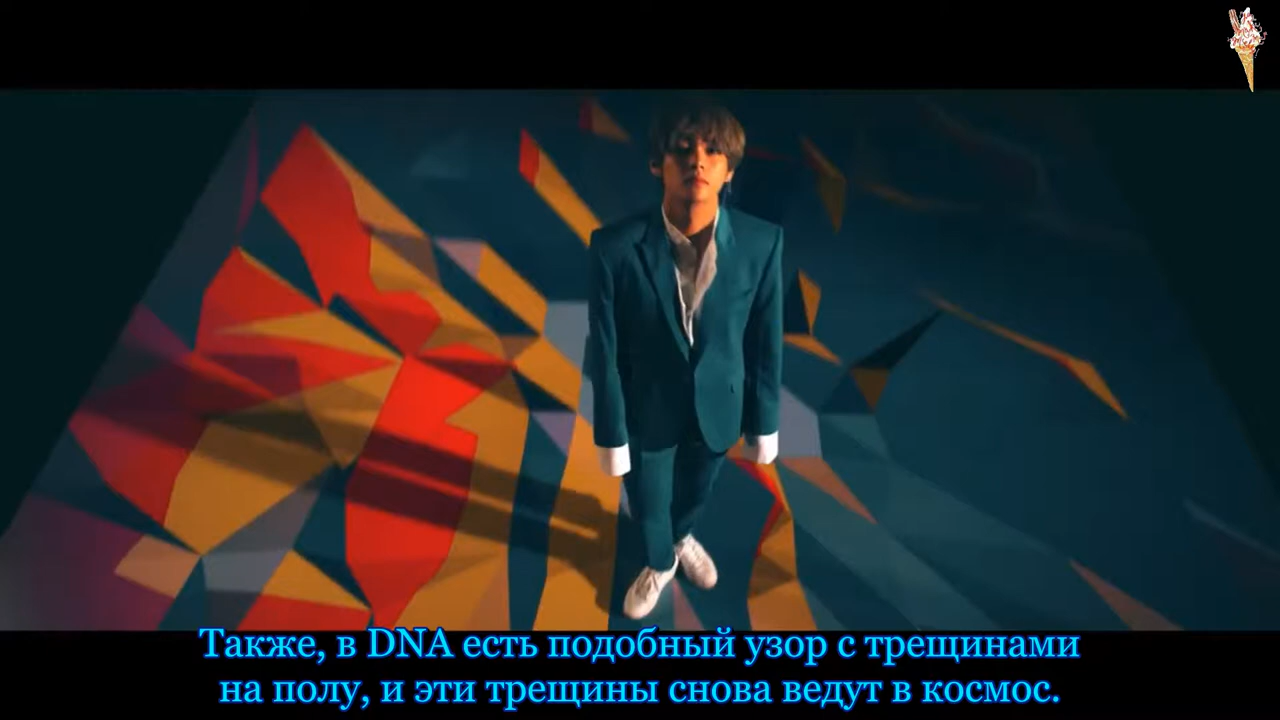 Также, в DNA есть подобный узор с трещинами
на полу, и эти трещины снова ведут в космос.